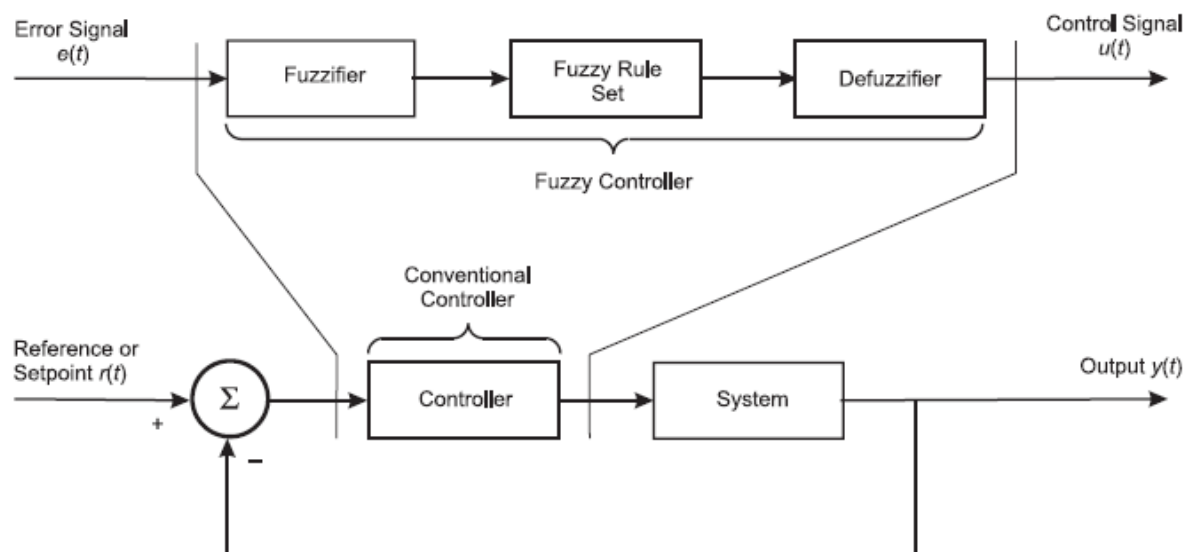 Error Signal
e(t)
Control Signal
u(t)
Fuzzifier
Fuzzy Rule
Set
Defuzzifier
Fuzzy Controller
Conventional
Controller
Reference or
Setpoint r(t)
+
Σ
−
Controller
System
Output y(t)